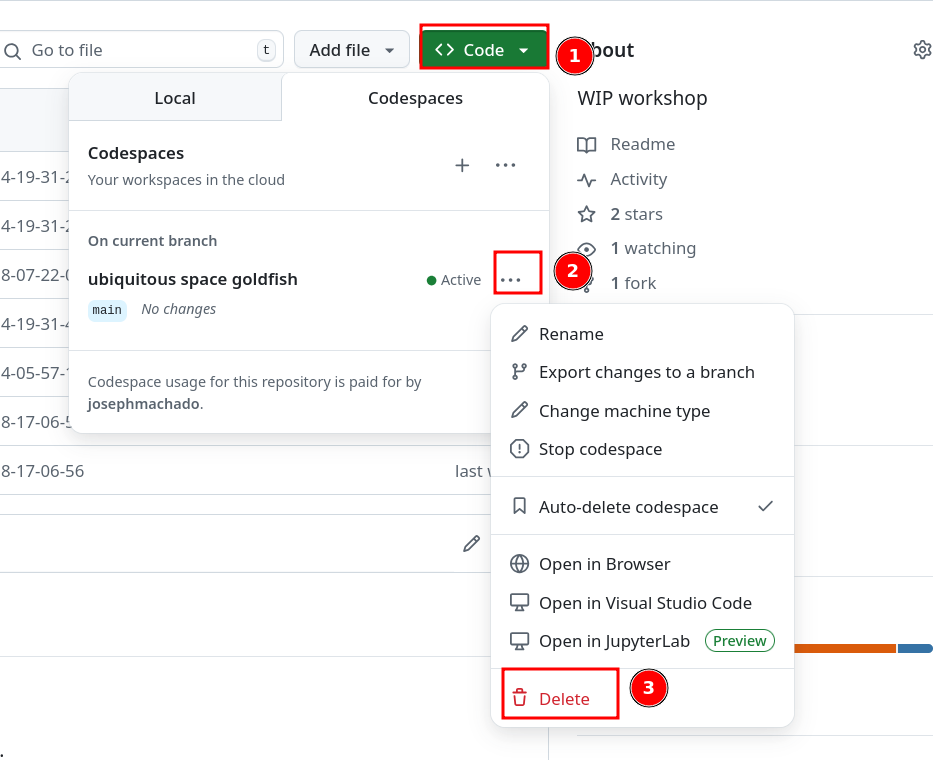 Go to file
t
Add file
Code
1
bout
Local
Codespaces
WIP workshop
Codespaces
Your workspaces in the cloud
Readme
Activity
2 stars
1 watching
1 fork
On current branch
ubiquitous space goldfish
Active
2
main
No changes
Codespace usage for this repository is paid for by
josephmachado.
4-19-31-2
4-19-31-2
8-07-22-0
4-19-31-4
4-05-57-1
8-17-06-5
8-17-06-56
last w
Rename
Export changes to a branch
Change machine type
Stop codespace
Auto-delete codespace
Open in Browser
Open in Visual Studio Code
Open in JupyterLab
Preview
Delete
3
.